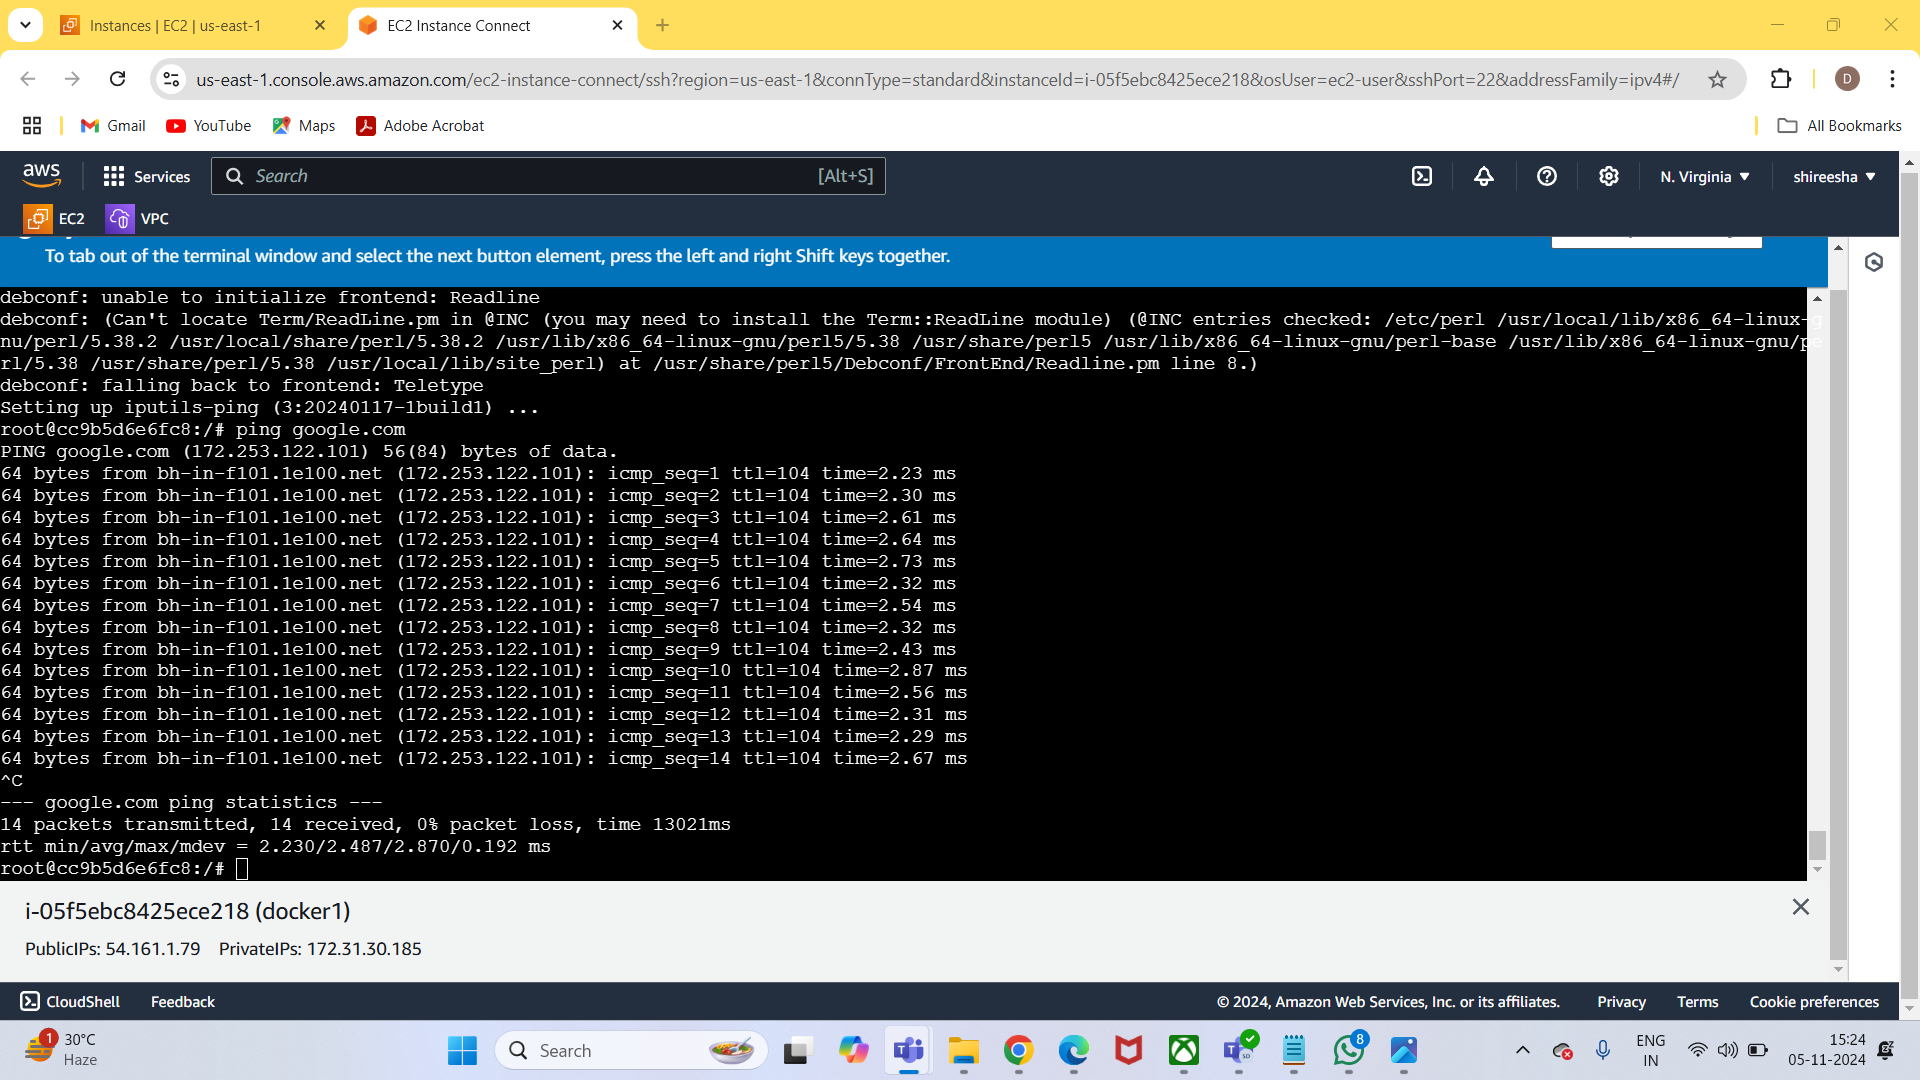 Instances | EC2 | us-east-1
EC2 Instance Connect
us-east-1.console.aws.amazon.com/ec2-instance-connect/ssh?region=us-east-1&connType=standard&instanceId=i-05f5ebc8425ece218&osUser=ec2-user&sshPort=22&addressFamily=ipv4#/
D
Gmail
YouTube
Maps
Adobe Acrobat
All Bookmarks
aws
Services
Search
[Alt+S]
N. Virginia
shireesha
EC2
VPC
To tab out of the terminal window and select the next button element, press the left and right Shift keys together.
debconf: unable to initialize frontend: Readline
debconf: (Can't locate Term/ReadLine.pm in @INC (you may need to install the Term::ReadLine module) (@INC entries checked: /etc/perl /usr/local/lib/x86_64-linux-g
nu/perl/5.38.2 /usr/local/share/perl/5.38.2 /usr/lib/x86_64-linux-gnu/perl5/5.38 /usr/share/perl5 /usr/lib/x86_64-linux-gnu/perl-base /usr/lib/x86_64-linux-gnu/pe
rl/5.38 /usr/share/perl/5.38 /usr/local/lib/site_perl) at /usr/share/perl5/Debconf/FrontEnd/Readline.pm line 8.)
debconf: falling back to frontend: Teletype
Setting up iputils-ping (3:20240117-1build1) ...
root@cc9b5d6e6fc8:/# ping google.com
PING google.com (172.253.122.101) 56(84) bytes of data.
64 bytes from bh-in-f101.1e100.net (172.253.122.101): icmp_seq=1 ttl=104 time=2.23 ms
64 bytes from bh-in-f101.1e100.net (172.253.122.101): icmp_seq=2 ttl=104 time=2.30 ms
64 bytes from bh-in-f101.1e100.net (172.253.122.101): icmp_seq=3 ttl=104 time=2.61 ms
64 bytes from bh-in-f101.1e100.net (172.253.122.101): icmp_seq=4 ttl=104 time=2.64 ms
64 bytes from bh-in-f101.1e100.net (172.253.122.101): icmp_seq=5 ttl=104 time=2.73 ms
64 bytes from bh-in-f101.1e100.net (172.253.122.101): icmp_seq=6 ttl=104 time=2.32 ms
64 bytes from bh-in-f101.1e100.net (172.253.122.101): icmp_seq=7 ttl=104 time=2.54 ms
64 bytes from bh-in-f101.1e100.net (172.253.122.101): icmp_seq=8 ttl=104 time=2.32 ms
64 bytes from bh-in-f101.1e100.net (172.253.122.101): icmp_seq=9 ttl=104 time=2.43 ms
64 bytes from bh-in-f101.1e100.net (172.253.122.101): icmp_seq=10 ttl=104 time=2.87 ms
64 bytes from bh-in-f101.1e100.net (172.253.122.101): icmp_seq=11 ttl=104 time=2.56 ms
64 bytes from bh-in-f101.1e100.net (172.253.122.101): icmp_seq=12 ttl=104 time=2.31 ms
64 bytes from bh-in-f101.1e100.net (172.253.122.101): icmp_seq=13 ttl=104 time=2.29 ms
64 bytes from bh-in-f101.1e100.net (172.253.122.101): icmp_seq=14 ttl=104 time=2.67 ms
^C
--- google.com ping statistics ---
14 packets transmitted, 14 received, 0% packet loss, time 13021ms
rtt min/avg/max/mdev = 2.230/2.487/2.870/0.192 ms
root@cc9b5d6e6fc8:/#
i-05f5ebc8425ece218 (docker1)
PublicIPs: 54.161.1.79 PrivateIPs: 172.31.30.185
CloudShell
Feedback
© 2024, Amazon Web Services, Inc. or its affiliates.
Privacy
Terms
Cookie preferences
1
30°C
Haze
Search
8
ENG
IN
15:24
05-11-2024